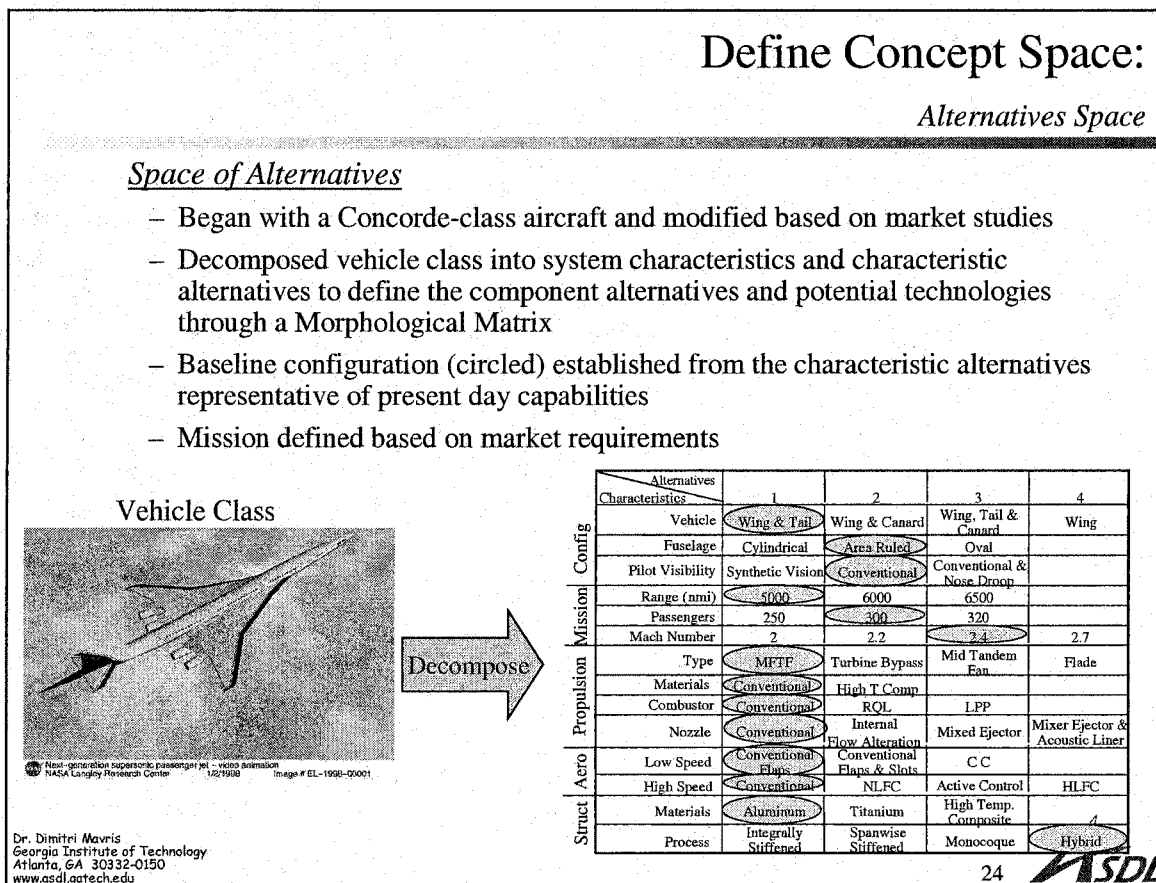 Define Concept Space:
Alternatives Space
Space of Alternatives
– Began with a Concorde-class aircraft and modified based on market studies
– Decomposed vehicle class into system characteristics and characteristic
alternatives to define the component alternatives and potential technologies
through a Morphological Matrix
– Baseline configuration (circled) established from the characteristic alternatives
representative of present day capabilities
– Mission defined based on market requirements
Vehicle Class
Next-generation supersonic passenger jet - video animation
NASA Langley Research Center 1/2/1998 Image # EL-1998-00001
Decompose
Alternatives
Characteristics 1 2 3 4
Config
Vehicle Wing & Tail Wing & Canard Wing, Tail & Canard Wing
Fuselage Cylindrical Area Ruled Oval
Pilot Visibility Synthetic Vision Conventional Conventional & Nose Droop
Mission
Range (nmi) 5000 6000 6500
Passengers 250 300 320
Mach Number 2 2.2 2.4 2.7
Propulsion
Type MFTF Turbine Bypass Mid Tandem Fan Flade
Materials Conventional High T Comp
Combustor Conventional RQL LPP
Nozzle Conventional Internal Flow Alteration Mixed Ejector Mixer Ejector & Acoustic Liner
Aero
Low Speed Conventional Flaps Conventional Flaps & Slots C C
High Speed Conventional NLFC Active Control HLFC
Struct
Materials Aluminum Titanium High Temp. Composite
Process Integrally Stiffened Spanwise Stiffened Monocoque Hybrid
Dr. Dimitri Mavris
Georgia Institute of Technology
Atlanta, GA 30332-0150
www.asdl.gatech.edu
24
ASDL